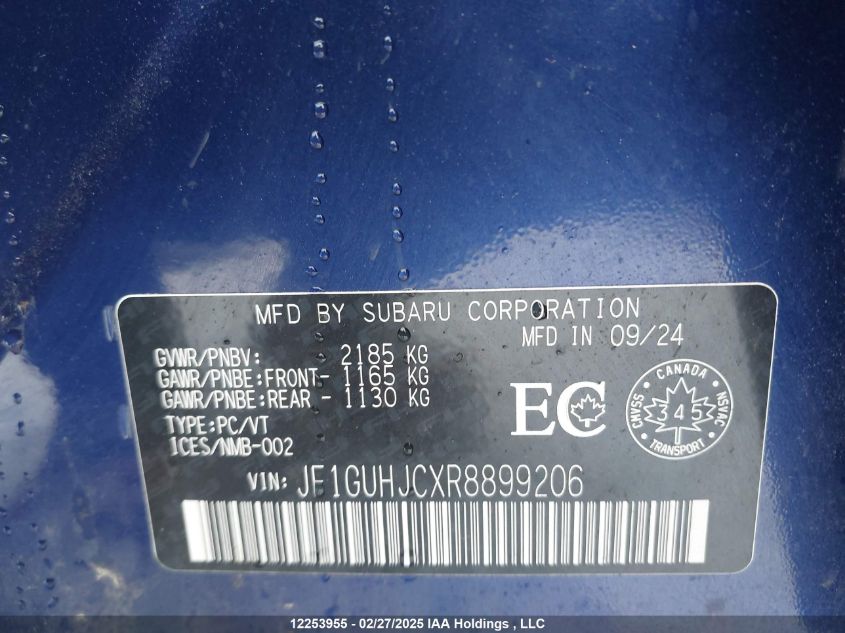 MFD BY SUBARU CORPORATION
MFD IN 09/24
GVWR/PNBV: 2185 KG
GAWR/PNBE:FRONT- 1165 KG
GAWR/PNBE:REAR - 1130 KG
TYPE:PC/VT
ICES/NMB-002
EC
CANADA
CNVASS
345
NSVAC
TRANSPORT
VIN: JF1GUHJCXR8899206
12253955 - 02/27/2025 IAA Holdings , LLC